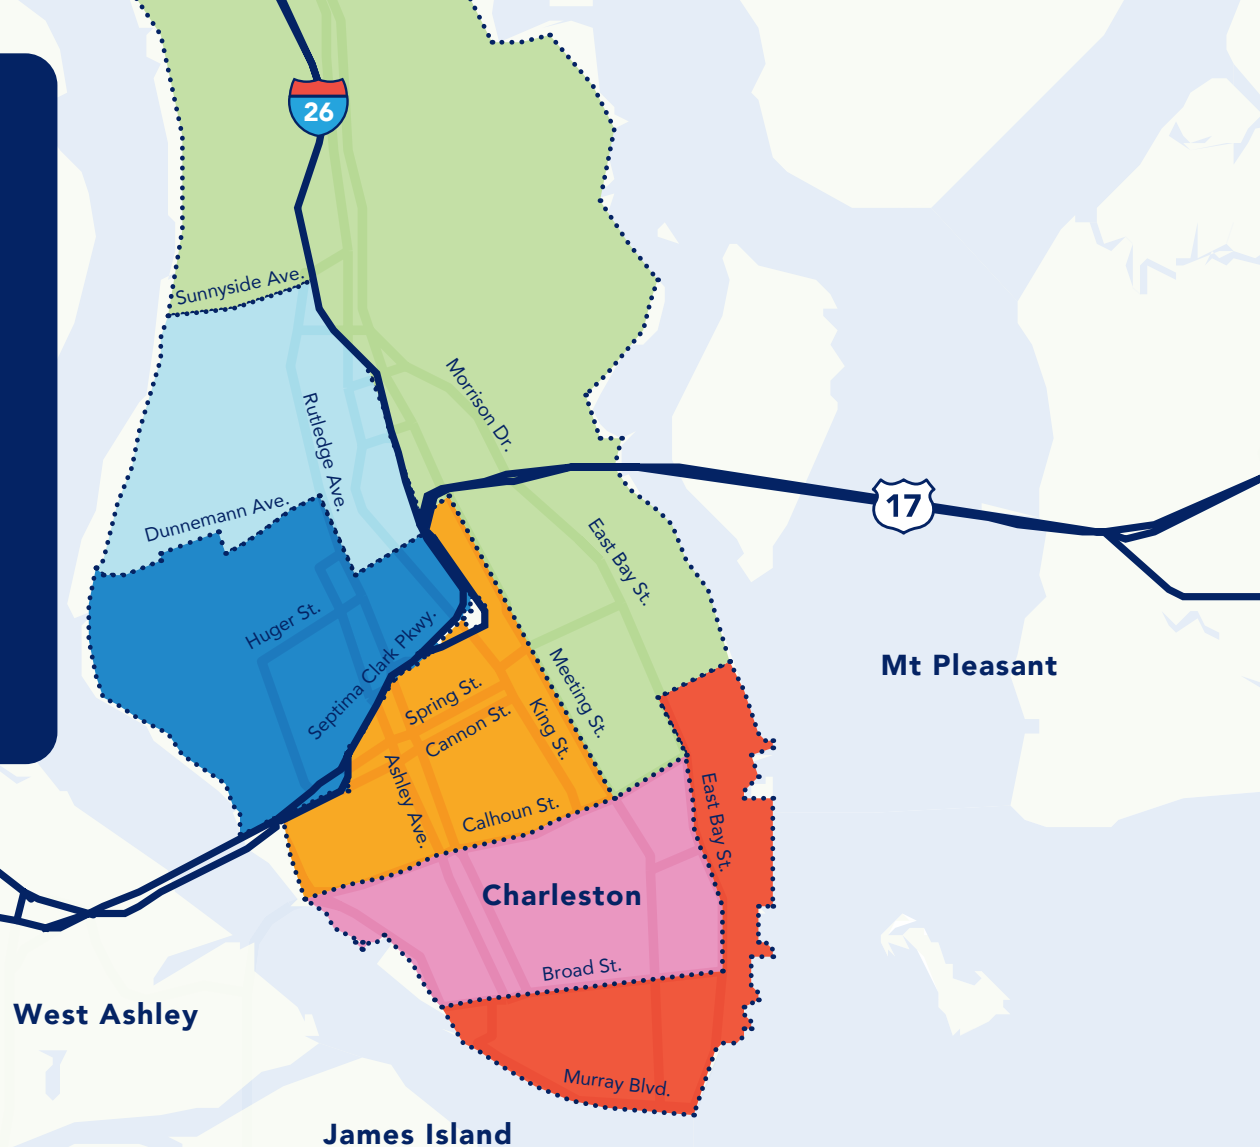 26
Sunnyside Ave.
Morrison Dr.
Rutledge Ave.
Dunnemann Ave.
17
East Bay St.
Huger St.
Septima Clark Pkwy.
Mt Pleasant
Meeting St.
Spring St.
King St.
Cannon St.
Ashley Ave.
Calhoun St.
East Bay St.
Charleston
Broad St.
West Ashley
Murray Blvd.
James Island